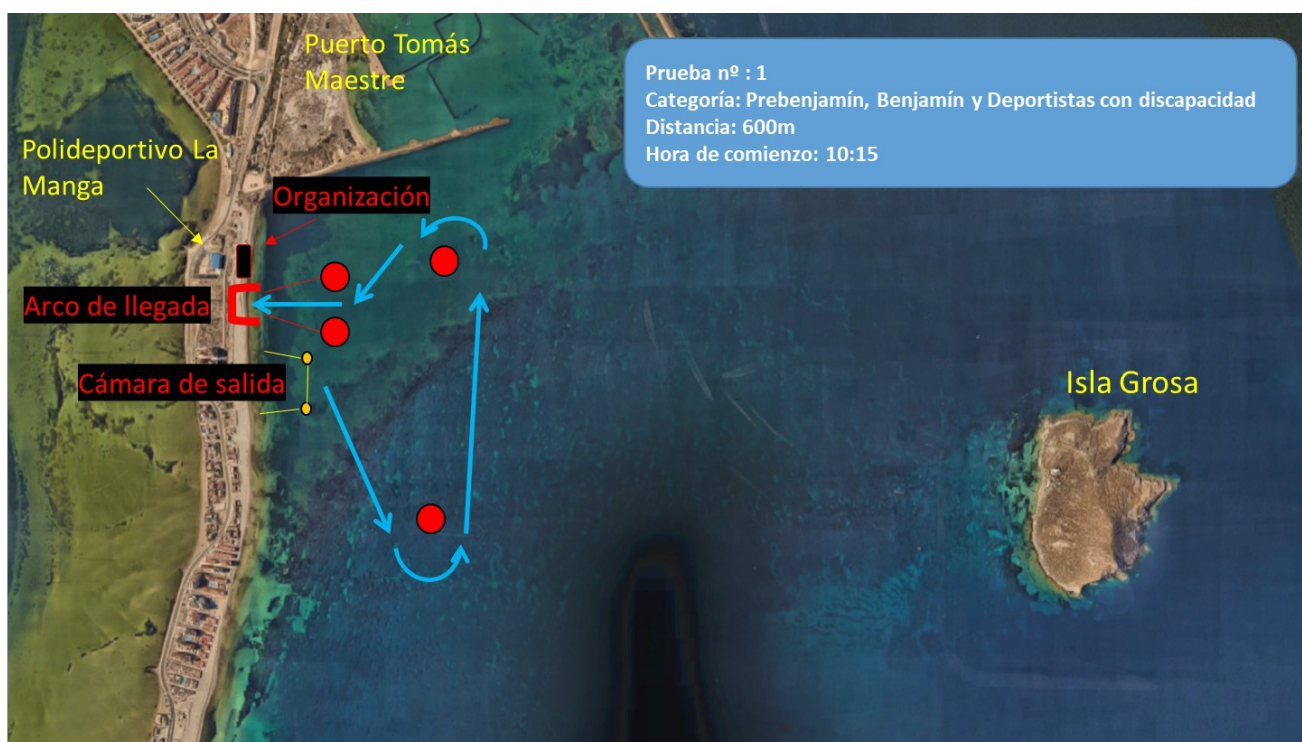 Puerto Tomás
Maestre
Prueba nº : 1
Categoría: Prebenjamín, Benjamín y Deportistas con discapacidad
Distancia: 600m
Hora de comienzo: 10:15
Polideportivo La
Manga
Organización
Arco de llegada
Cámara de salida
Isla Grosa